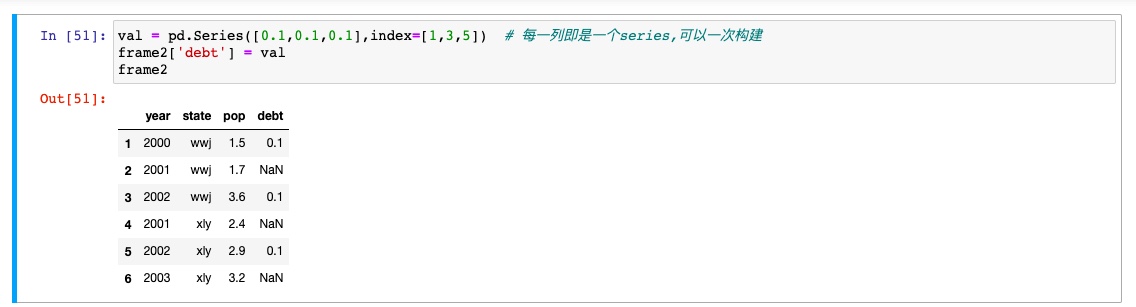 In [51]: val = pd.Series([0.1,0.1,0.1],index=[1,3,5])  # 每一列即是一个series,可以一次构建
frame2['debt'] = val
frame2
Out[51]:
year state pop debt
1 2000 wwj 1.5 0.1
2 2001 wwj 1.7 NaN
3 2002 wwj 3.6 0.1
4 2001 xly 2.4 NaN
5 2002 xly 2.9 0.1
6 2003 xly 3.2 NaN